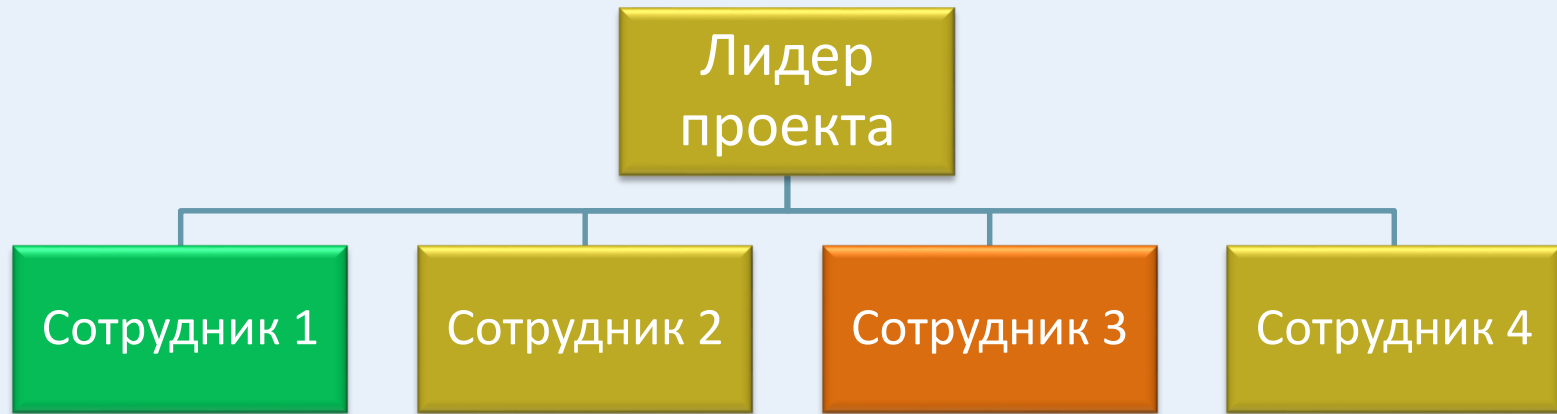 Лидер
проекта
Сотрудник 1
Сотрудник 2
Сотрудник 3
Сотрудник 4